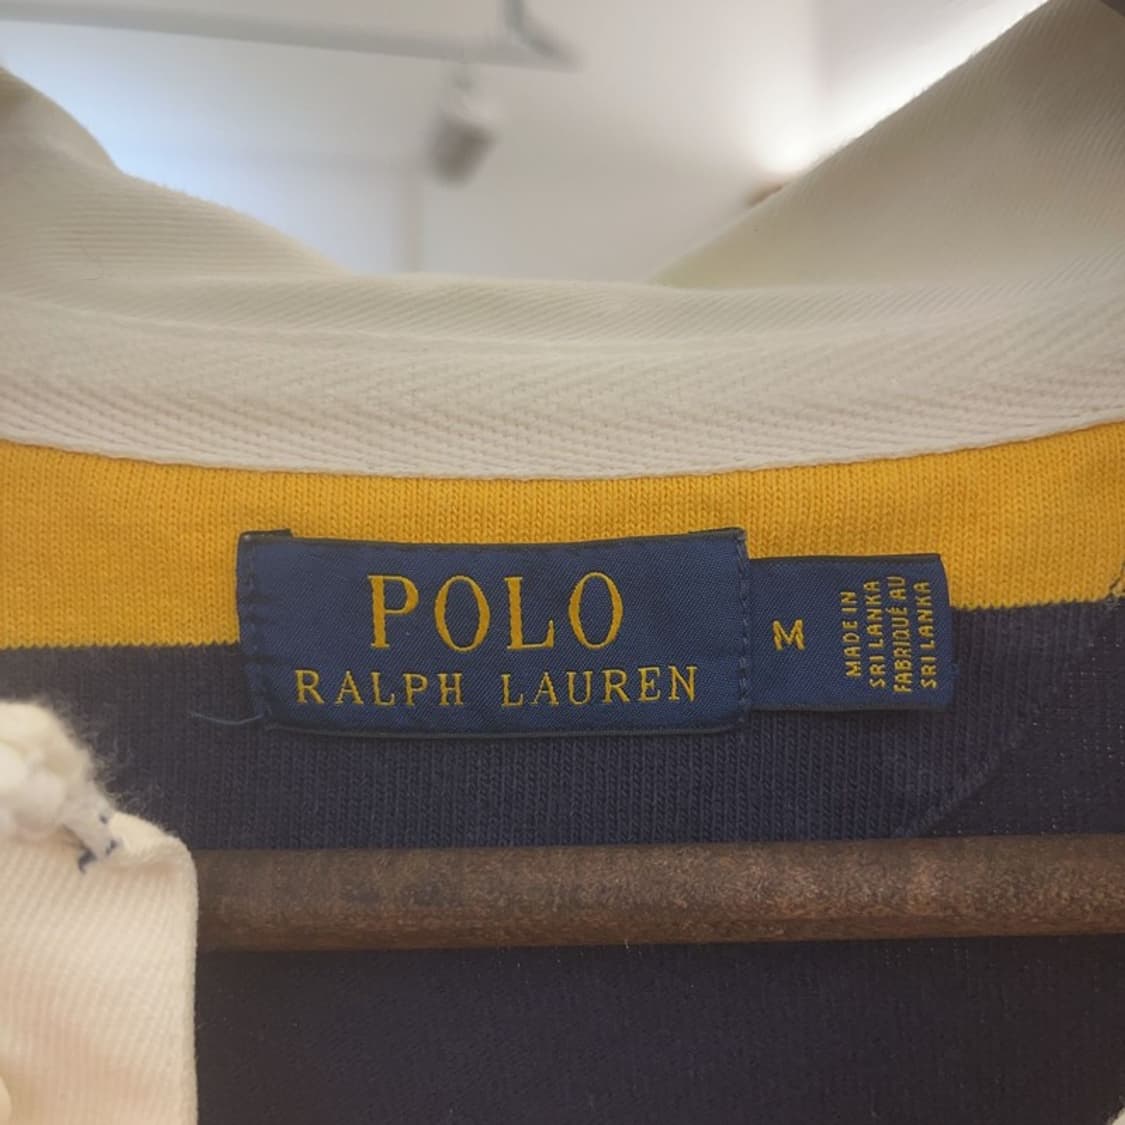 POLO
RALPH LAUREN
M
MADE IN
SRI LANKA
FABRIQUÉ AU
SRI LANKA